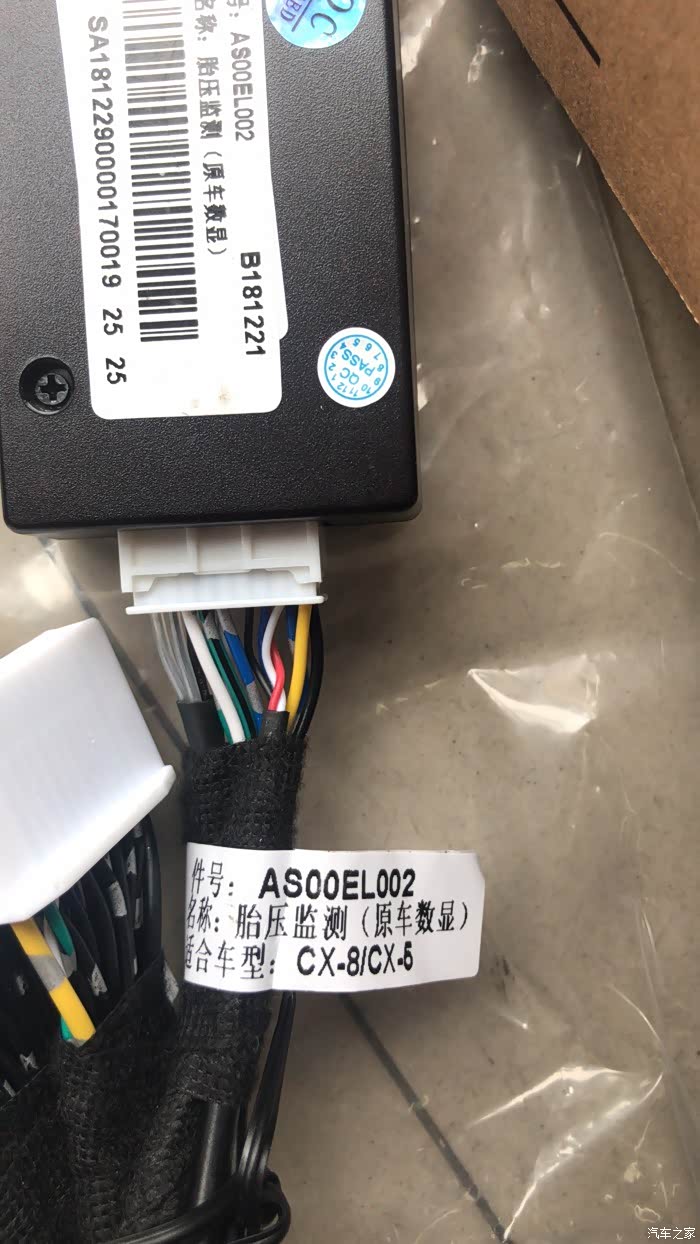 号：AS00EL002
名称：胎压监测（原车数显）
B181221
SA1812290000170019 25 25
QC
PASS
件号：AS00EL002
名称：胎压监测（原车数显）
适合车型：CX-8/CX-5
汽车之家